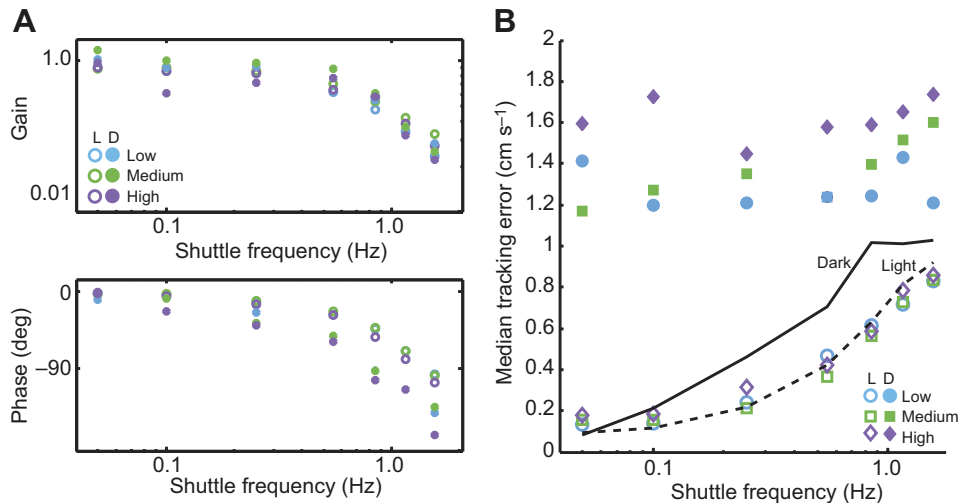 A
Gain
1.0
0.01
L D
Low
Medium
High
0.1
1.0
Shuttle frequency (Hz)
Phase (deg)
0
–90
0.1
1.0
Shuttle frequency (Hz)
B
Median tracking error (cm s⁻¹)
2
1.8
1.6
1.4
1.2
1
0.8
0.6
0.4
0.2
0
Dark
Light
L D
Low
Medium
High
0.1
1.0
Shuttle frequency (Hz)